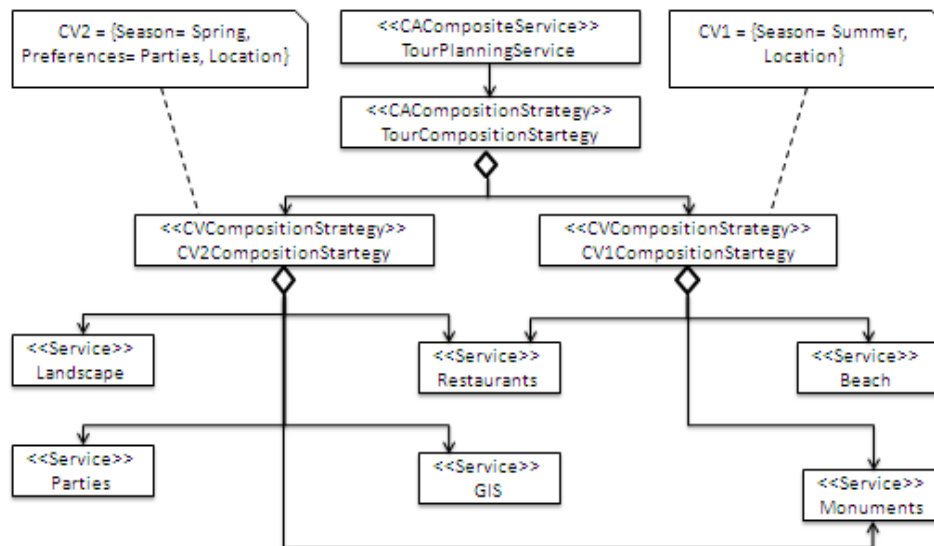 CV2 = {Season= Spring,
Preferences= Parties, Location}
<<CACompositeService>>
TourPlanningService
CV1 = {Season= Summer,
Location}
<<CACompositionStrategy>>
TourCompositionStartegy
<<CVCompositionStrategy>>
CV2CompositionStartegy
<<CVCompositionStrategy>>
CV1CompositionStartegy
<<Service>>
Landscape
<<Service>>
Restaurants
<<Service>>
Beach
<<Service>>
Parties
<<Service>>
GIS
<<Service>>
Monuments